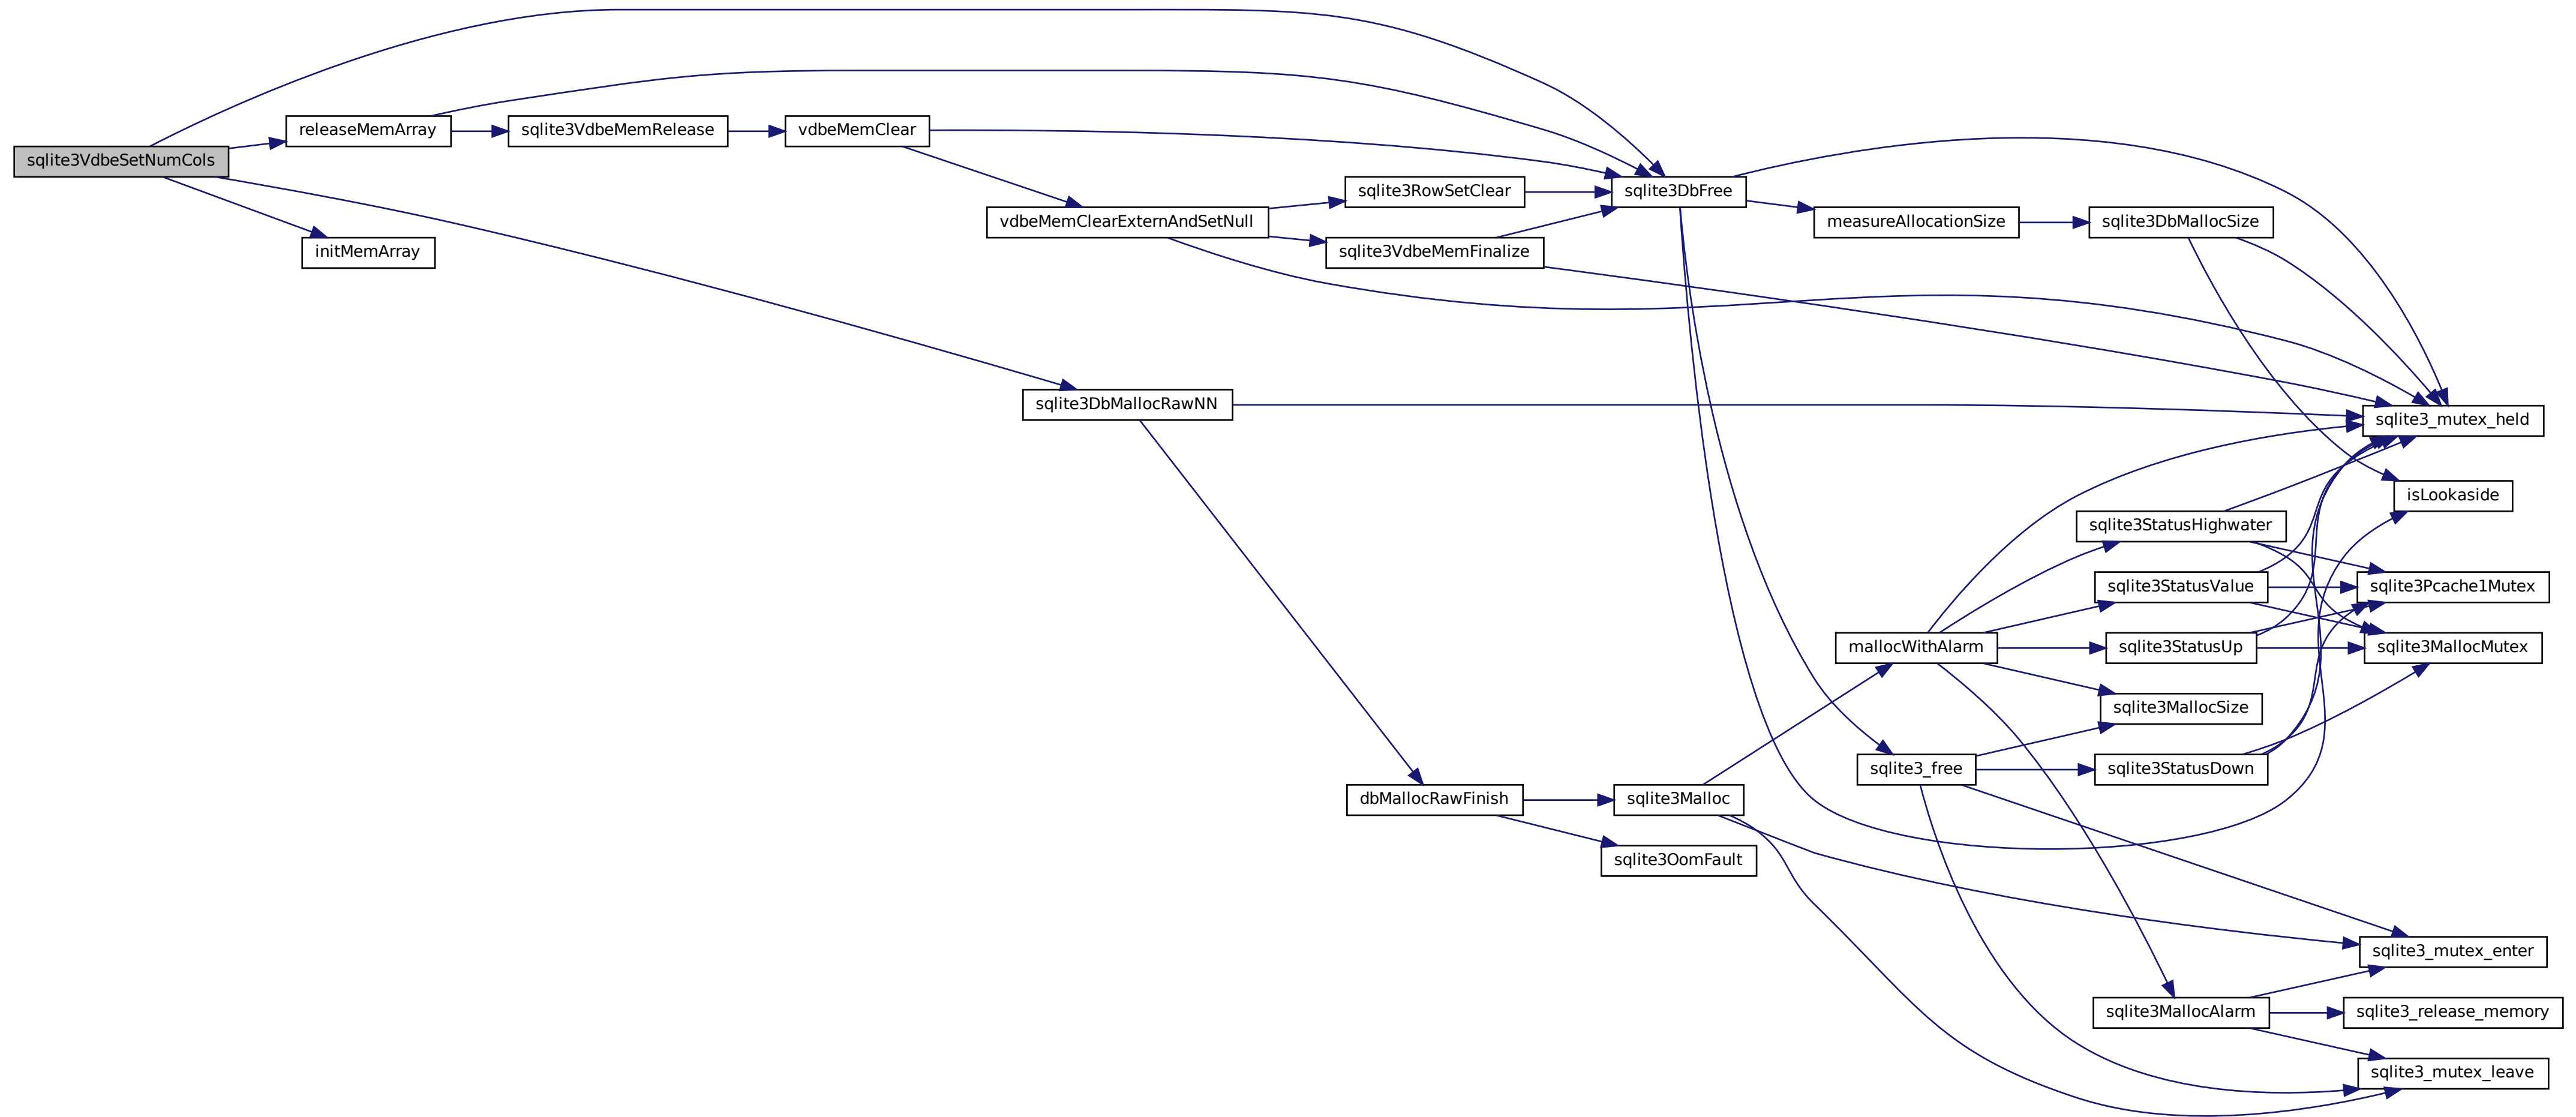 sqlite3VdbeSetNumCols
releaseMemArray
initMemArray
sqlite3VdbeMemRelease
vdbeMemClear
vdbeMemClearExternAndSetNull
sqlite3DbMallocRawNN
sqlite3RowSetClear
sqlite3VdbeMemFinalize
dbMallocRawFinish
sqlite3DbFree
sqlite3Malloc
sqlite3OomFault
measureAllocationSize
mallocWithAlarm
sqlite3_free
sqlite3DbMallocSize
sqlite3StatusHighwater
sqlite3StatusValue
sqlite3StatusUp
sqlite3MallocSize
sqlite3StatusDown
sqlite3MallocAlarm
sqlite3_mutex_held
isLookaside
sqlite3Pcache1Mutex
sqlite3MallocMutex
sqlite3_mutex_enter
sqlite3_release_memory
sqlite3_mutex_leave